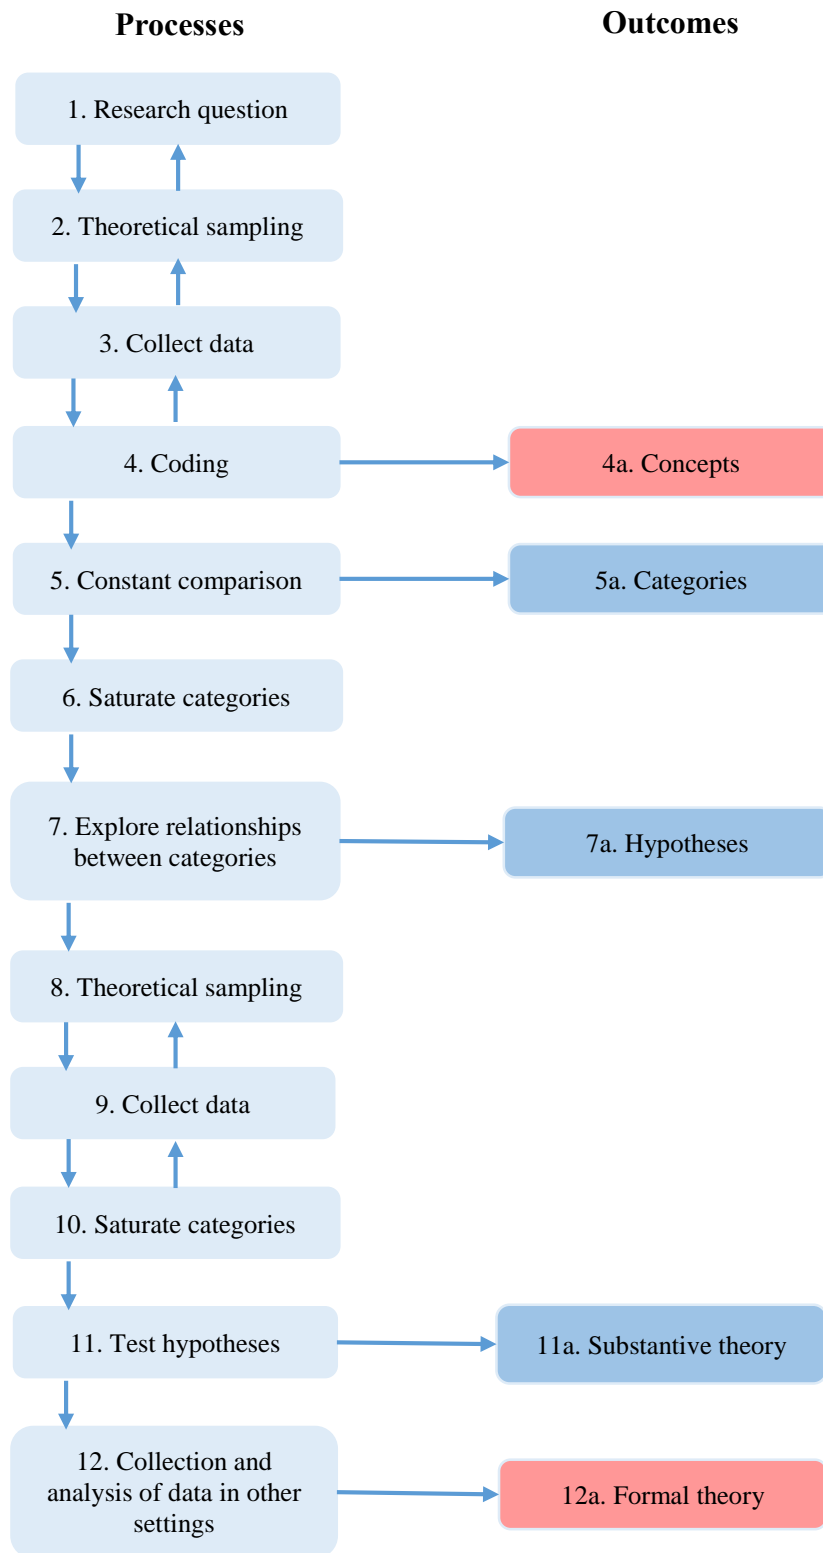 Processes
Outcomes
1. Research question
2. Theoretical sampling
3. Collect data
4. Coding
4a. Concepts
5. Constant comparison
5a. Categories
6. Saturate categories
7. Explore relationships
between categories
7a. Hypotheses
8. Theoretical sampling
9. Collect data
10. Saturate categories
11. Test hypotheses
11a. Substantive theory
12. Collection and
analysis of data in other
settings
12a. Formal theory